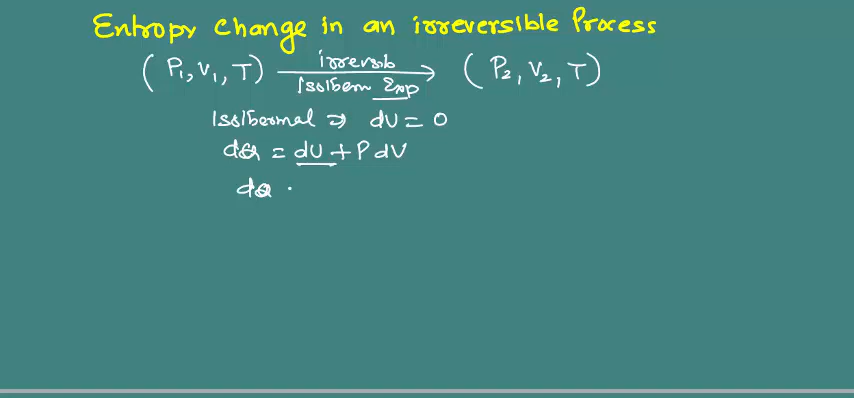 Entropy change in an irreversible Process
(P₁, V₁, T) irreversib Isotherm Exp → (P₂, V₂, T)
Isothermal ⇒ dU = 0
dQ = dU + P dV
dQ